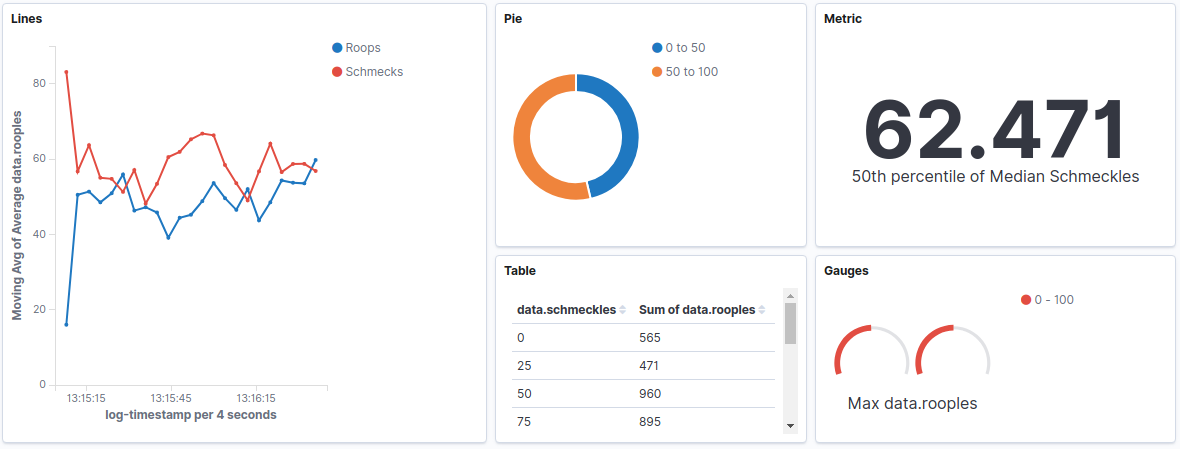 Lines
Roops
Schmecks
Moving Avg of Average data.rooples
80
60
40
20
0
13:15:15
13:15:45
13:16:15
log-timestamp per 4 seconds
Pie
0 to 50
50 to 100
Metric
62.471
50th percentile of Median Schmeckles
Table
data.schmeckles Sum of data.rooples
0 565
25 471
50 960
75 895
Gauges
0 - 100
Max data.rooples